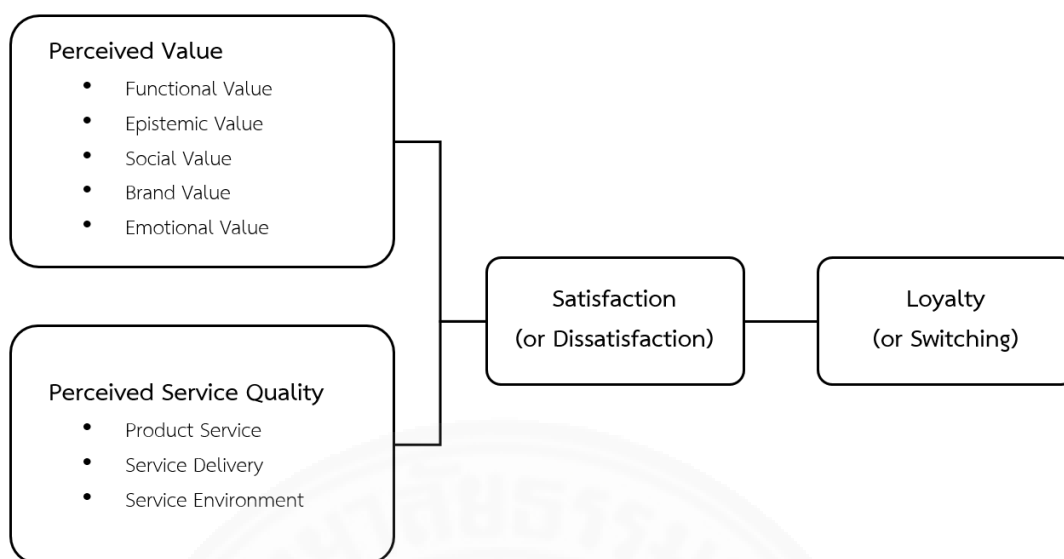 Perceived Value
• Functional Value
• Epistemic Value
• Social Value
• Brand Value
• Emotional Value
Perceived Service Quality
• Product Service
• Service Delivery
• Service Environment
Satisfaction
(or Dissatisfaction)
Loyalty
(or Switching)